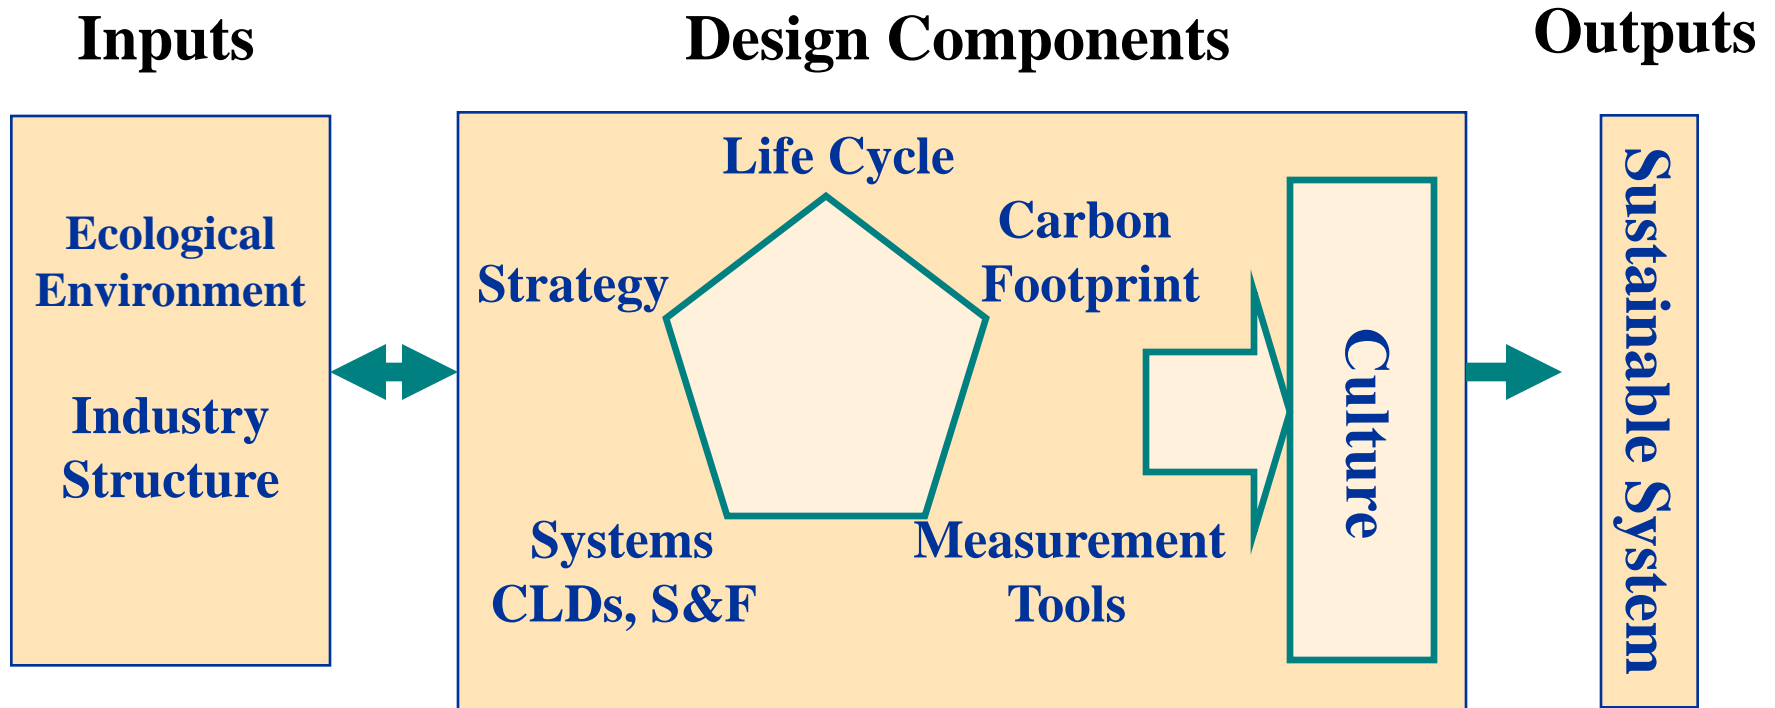 Inputs
Design Components
Outputs
Ecological
Environment
Industry
Structure
Life Cycle
Strategy
Carbon
Footprint
Systems
CLDs, S&F
Measurement
Tools
Culture
Sustainable System